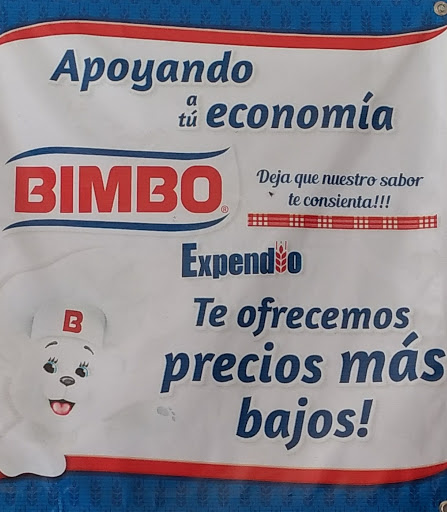 Apoyando
a
tú economía
BIMBO®
Deja que nuestro sabor
te consienta!!!
Expendio
B
Te ofrecemos
precios más
bajos!